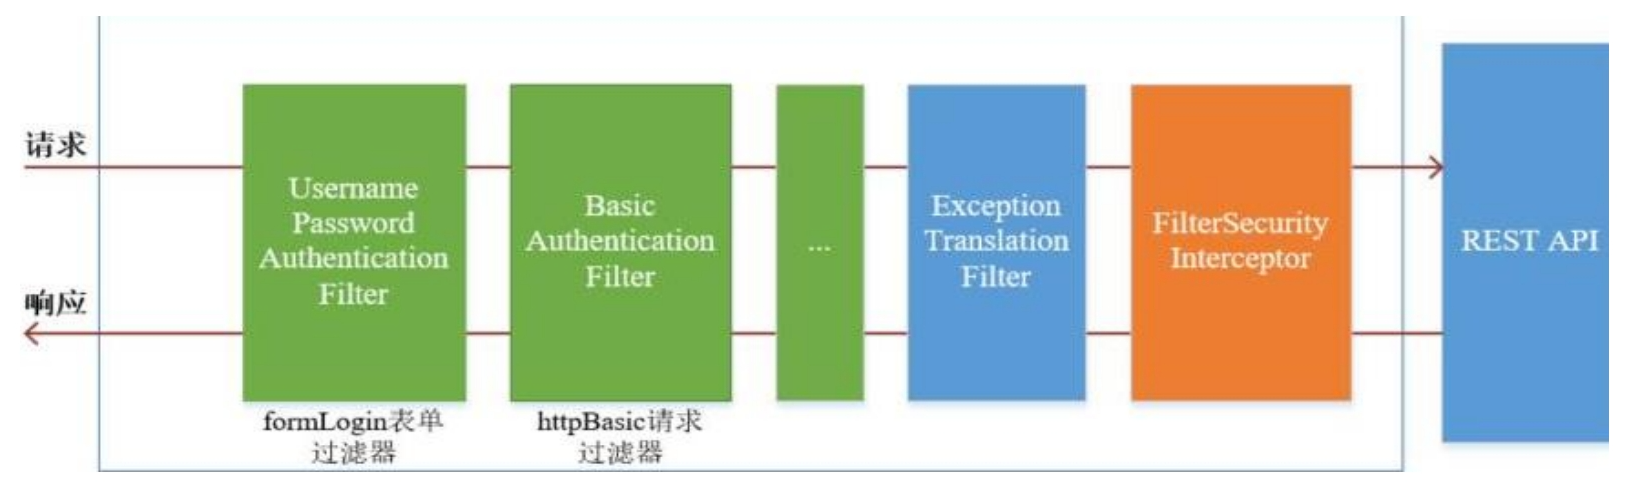 请求
响应
Username
Password
Authentication
Filter
formLogin表单
过滤器
Basic
Authentication
Filter
httpBasic请求
过滤器
...
Exception
Translation
Filter
FilterSecurity
Interceptor
REST API